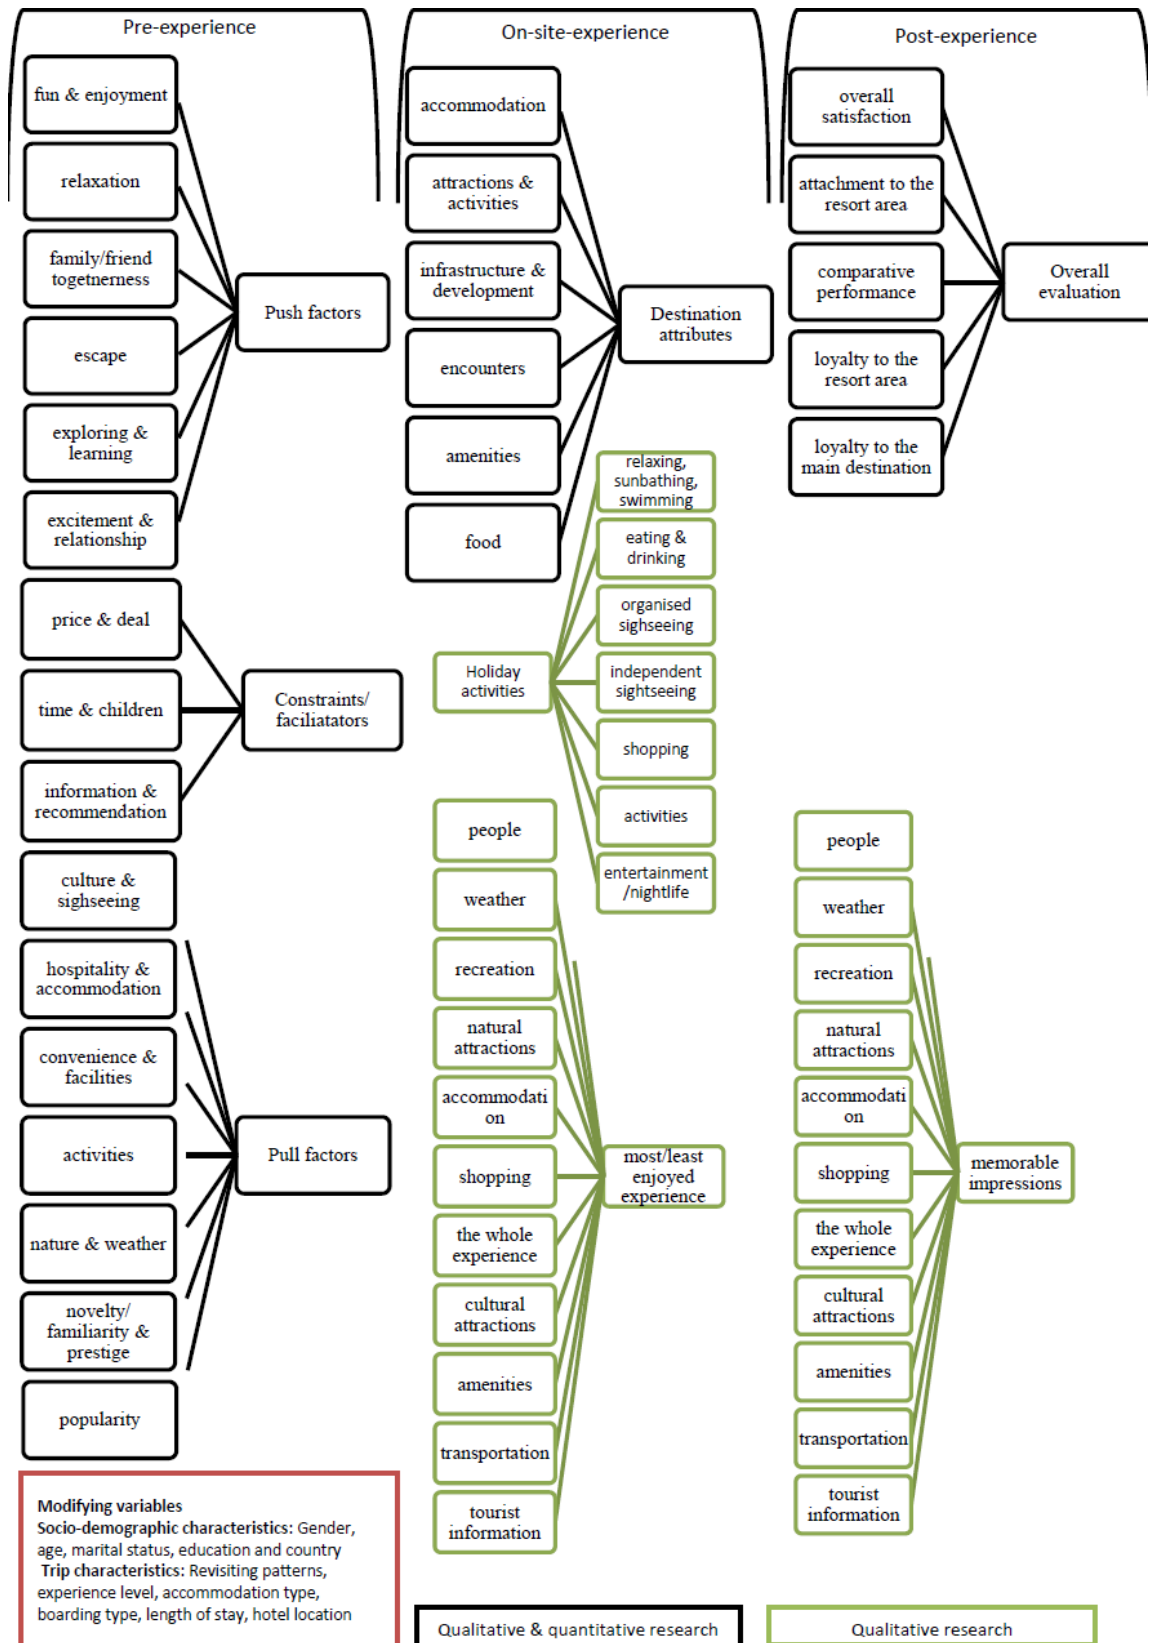 Pre-experience
fun & enjoyment
relaxation
family/friend
togetnerness
escape
exploring &
learning
excitement &
relationship
Push factors
price & deal
time & children
information &
recommendation
Constraints/
faciliatators
culture &
sighseeing
hospitality &
accommodation
convenience &
facilities
activities
nature & weather
novelty/
familiarity &
prestige
popularity
Pull factors
Modifying variables
Socio-demographic characteristics: Gender,
age, marital status, education and country
Trip characteristics: Revisiting patterns,
experience level, accommodation type,
boarding type, length of stay, hotel location
On-site-experience
accommodation
attractions &
activities
infrastructure &
development
encounters
amenities
food
Destination
attributes
Holiday
activities
relaxing,
sunbathing,
swimming
eating &
drinking
organised
sighseeing
independent
sightseeing
shopping
activities
entertainment
/nightlife
people
weather
recreation
natural
attractions
accommodati
on
shopping
the whole
experience
cultural
attractions
amenities
transportation
tourist
information
most/least
enjoyed
experience
Qualitative & quantitative research
Post-experience
overall
satisfaction
attachment to the
resort area
comparative
performance
loyalty to the
resort area
loyalty to the
main destination
Overall
evaluation
people
weather
recreation
natural
attractions
accommodati
on
shopping
the whole
experience
cultural
attractions
amenities
transportation
tourist
information
memorable
impressions
Qualitative research